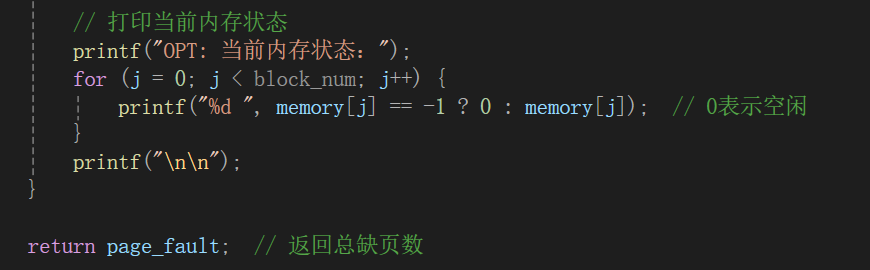 // 打印当前内存状态
printf("OPT: 当前内存状态：");
for (j = 0; j < block_num; j++) {
printf("%d ", memory[j] == -1 ? 0 : memory[j]);  // 0表示空闲
}
printf("\n\n");
}
return page_fault;  // 返回总缺页数